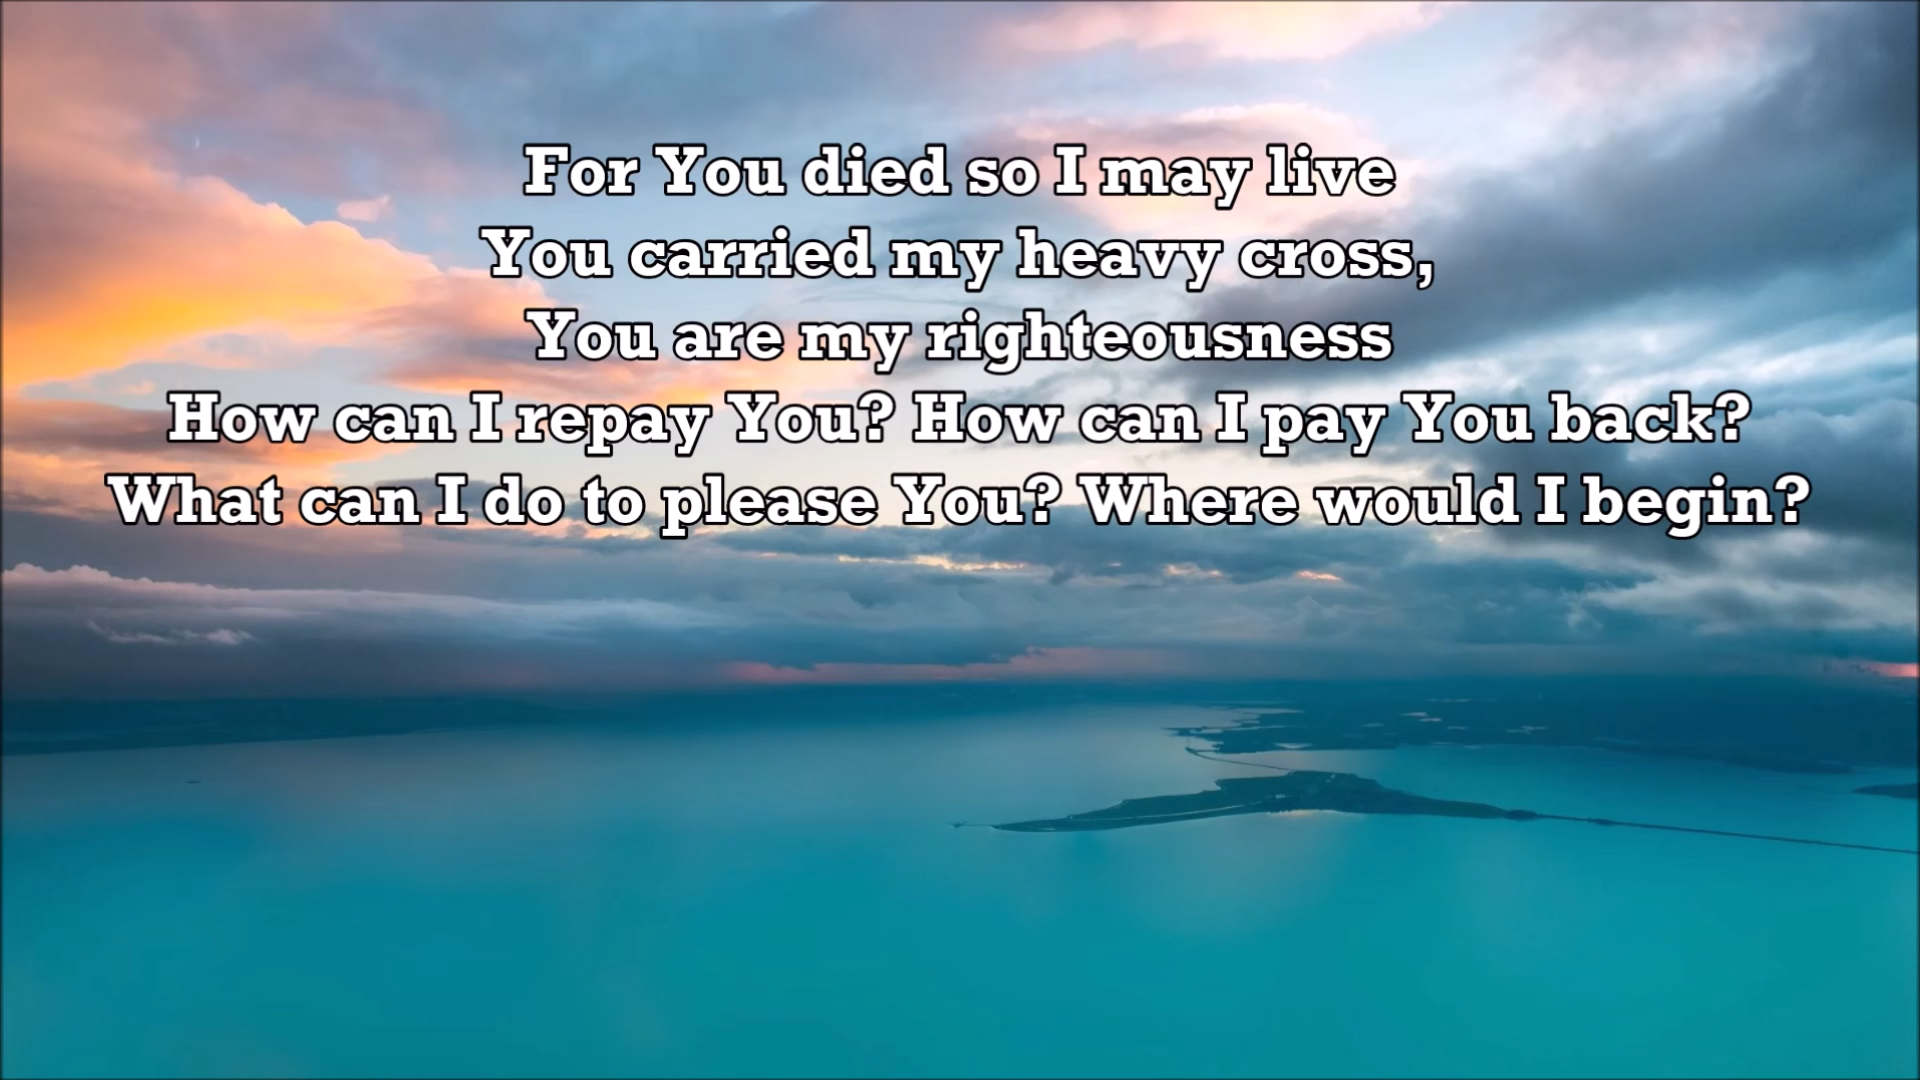 For You died so I may live
You carried my heavy cross,
You are my righteousness
How can I repay You? How can I pay You back?
What can I do to please You? Where would I begin?